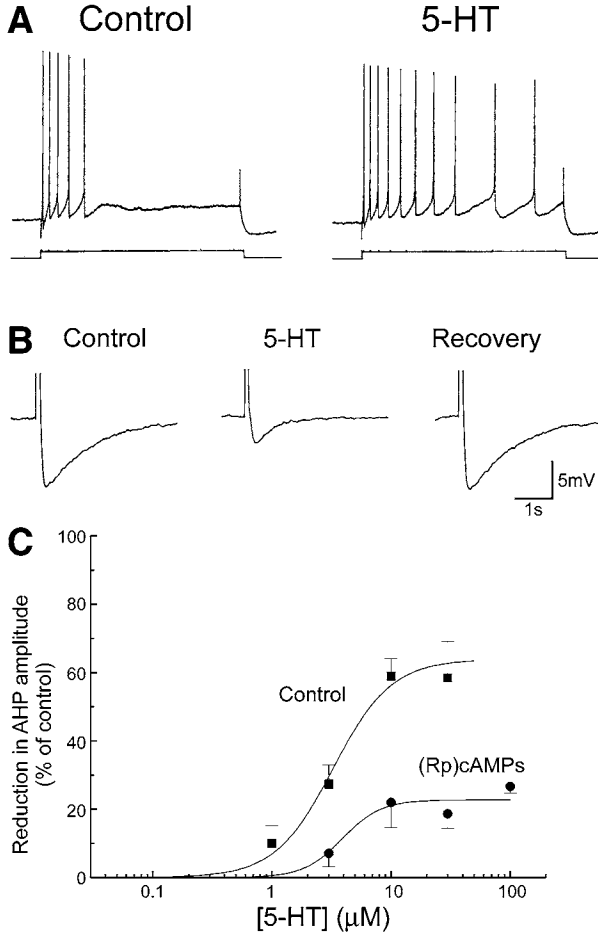 A Control 5-HT
B Control 5-HT Recovery
5mV
1s
C
100
80
60
40
20
0
Reduction in AHP amplitude
(% of control)
Control
(Rp)cAMPs
0.1 1 10 100
[5-HT] (μM)